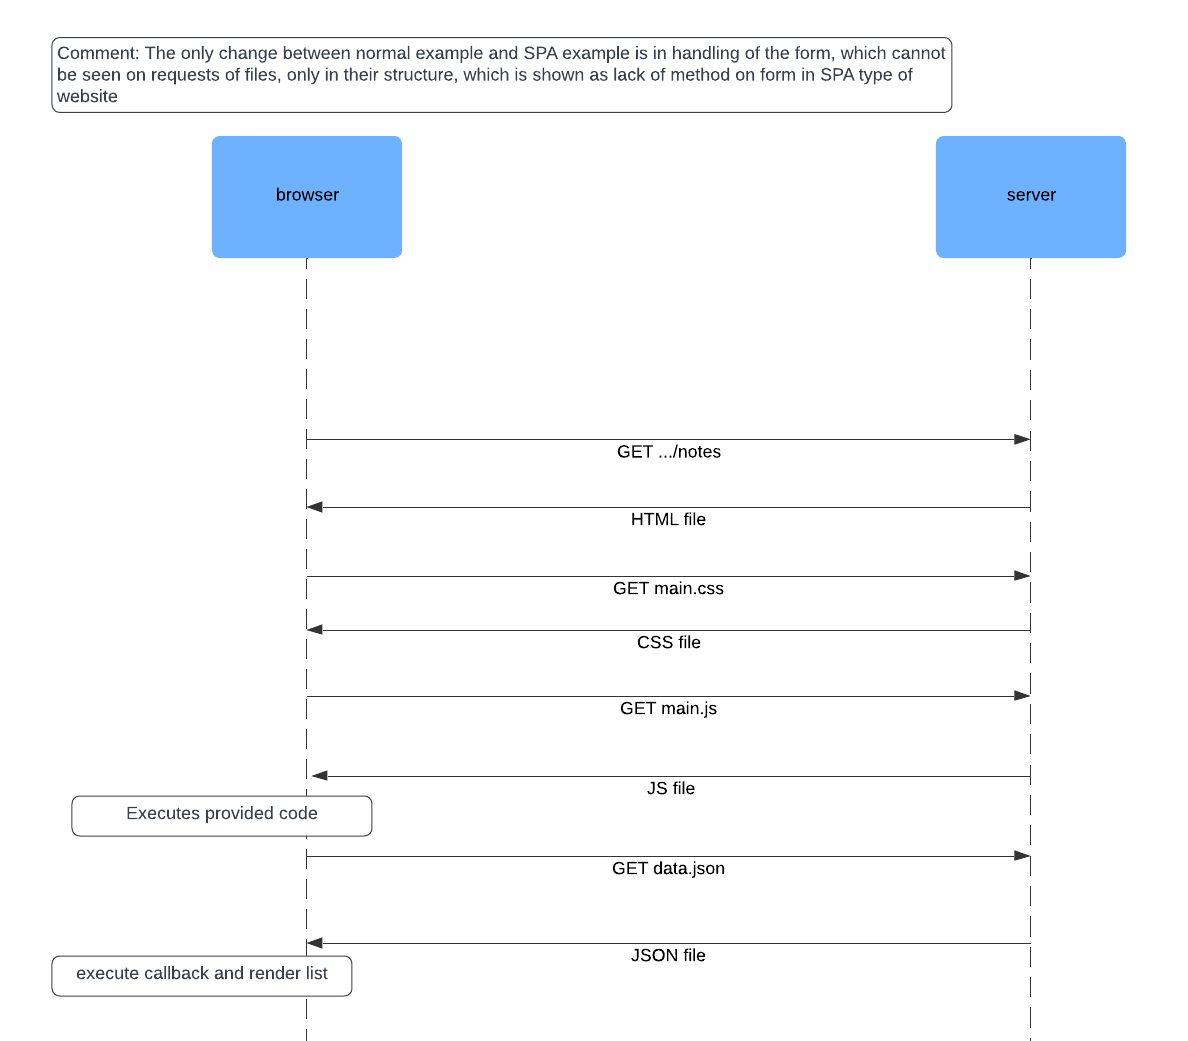 Comment: The only change between normal example and SPA example is in handling of the form, which cannot
be seen on requests of files, only in their structure, which is shown as lack of method on form in SPA type of
website
browser
server
GET .../notes
HTML file
GET main.css
CSS file
GET main.js
JS file
Executes provided code
GET data.json
JSON file
execute callback and render list